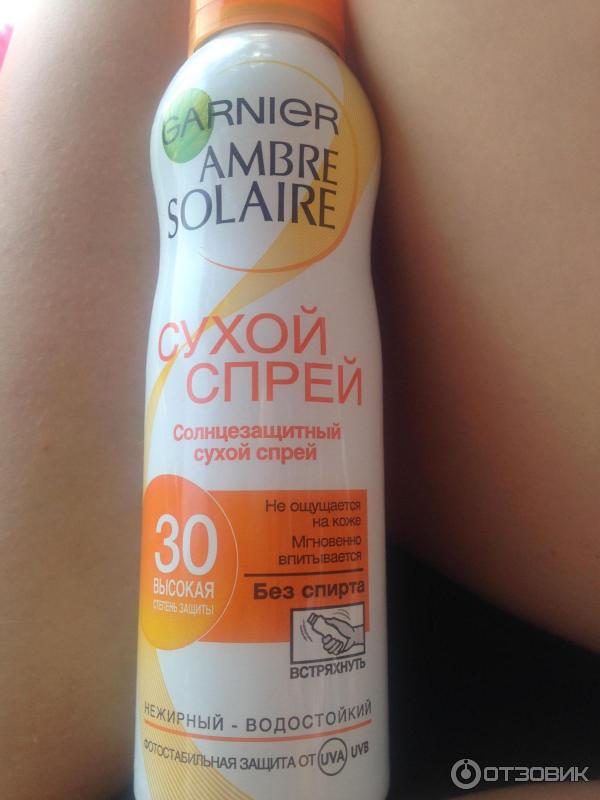 GARNIER
AMBRE
SOLAIRE
СУХОЙ
СПРЕЙ
Солнцезащитный
сухой спрей
30
ВЫСОКАЯ
СТЕПЕНЬ ЗАЩИТЫ
Не ощущается
на коже
Мгновенно
впитывается
Без спирта
ВСТРЯХНУТЬ
НЕЖИРНЫЙ - ВОДОСТОЙКИЙ
ФОТОСТАБИЛЬНАЯ ЗАЩИТА ОТ UVA UVB
ОТЗОВИК